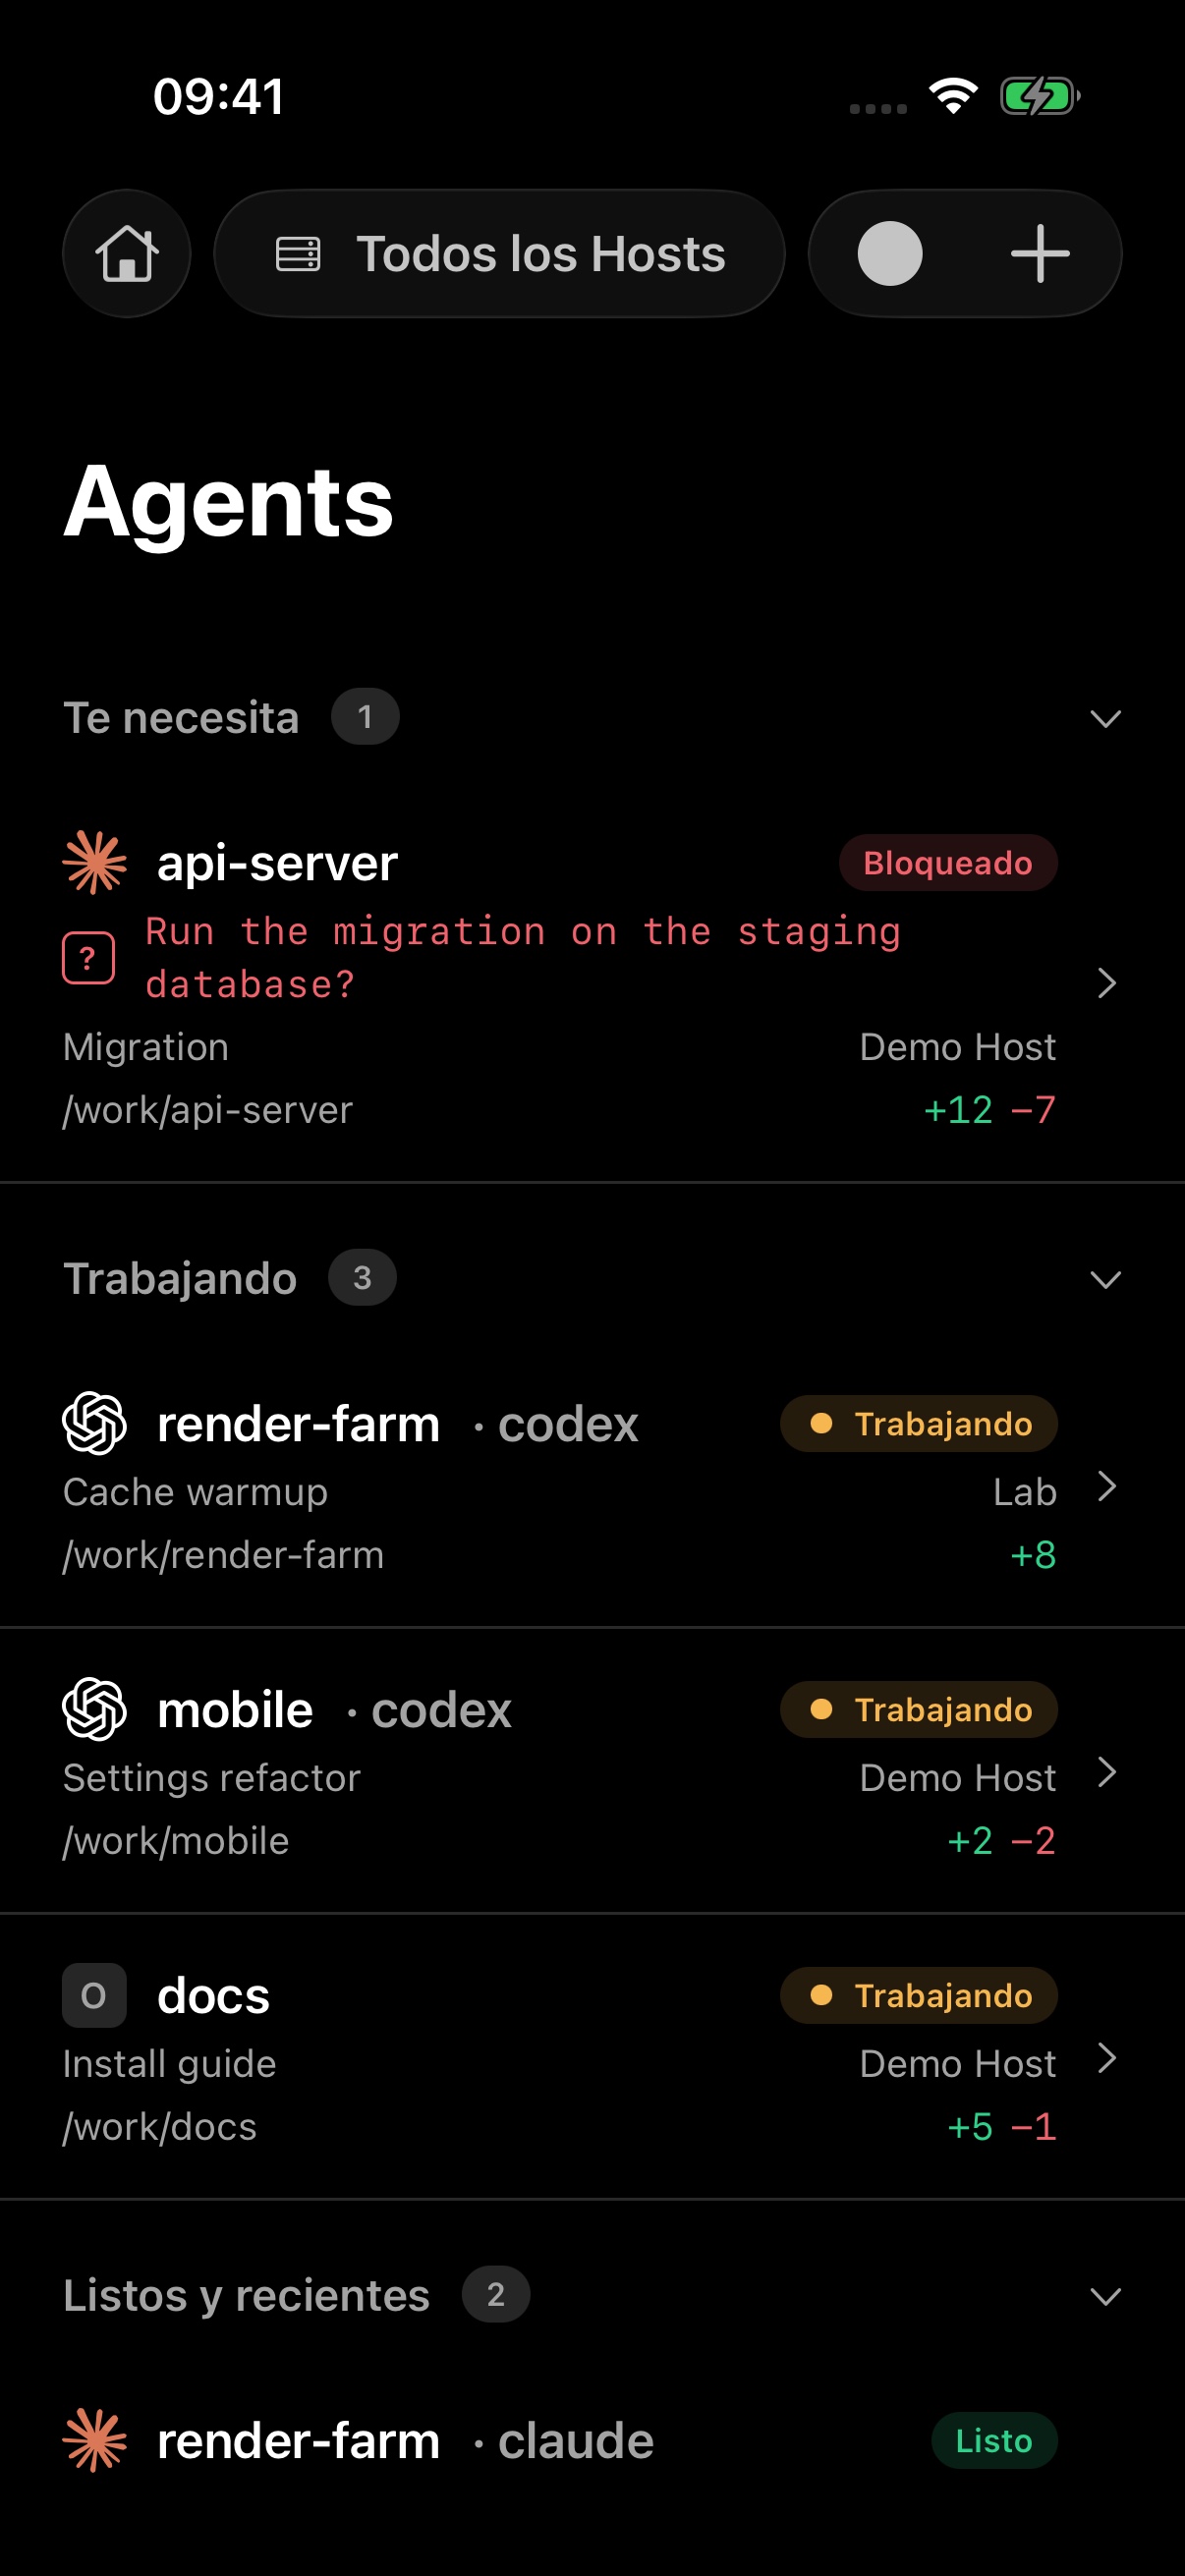 09:41
Todos los Hosts
Agents
Te necesita 1
api-server Bloqueado
? Run the migration on the staging
database?
Migration Demo Host
/work/api-server +12 −7
Trabajando 3
render-farm · codex Trabajando
Cache warmup Lab
/work/render-farm +8
mobile · codex Trabajando
Settings refactor Demo Host
/work/mobile +2 −2
O docs Trabajando
Install guide Demo Host
/work/docs +5 −1
Listos y recientes 2
render-farm · claude Listo